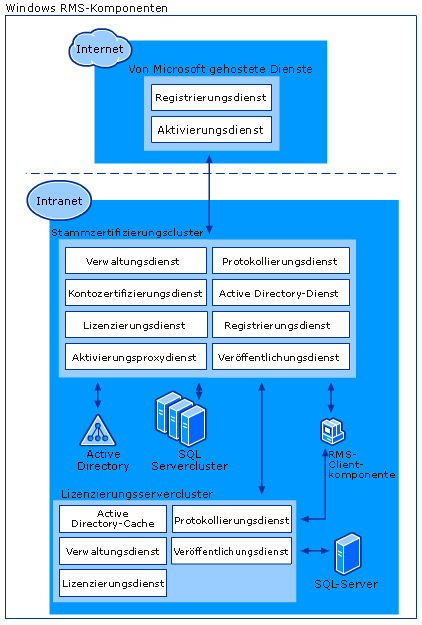 Windows RMS-Komponenten
Internet
Von Microsoft gehostete Dienste
Registrierungsdienst
Aktivierungsdienst
Intranet
Stammzertifizierungscluster
Verwaltungsdienst
Protokollierungsdienst
Kontozertifizierungsdienst
Active Directory-Dienst
Lizenzierungsdienst
Registrierungsdienst
Aktivierungsproxydienst
Veröffentlichungsdienst
Active
Directory
SQL
Servercluster
RMS-
Client-
komponente
Lizenzierungsservercluster
Active
Directory-Cache
Protokollierungsdienst
Verwaltungsdienst
Veröffentlichungsdienst
Lizenzierungsdienst
SQL-Server